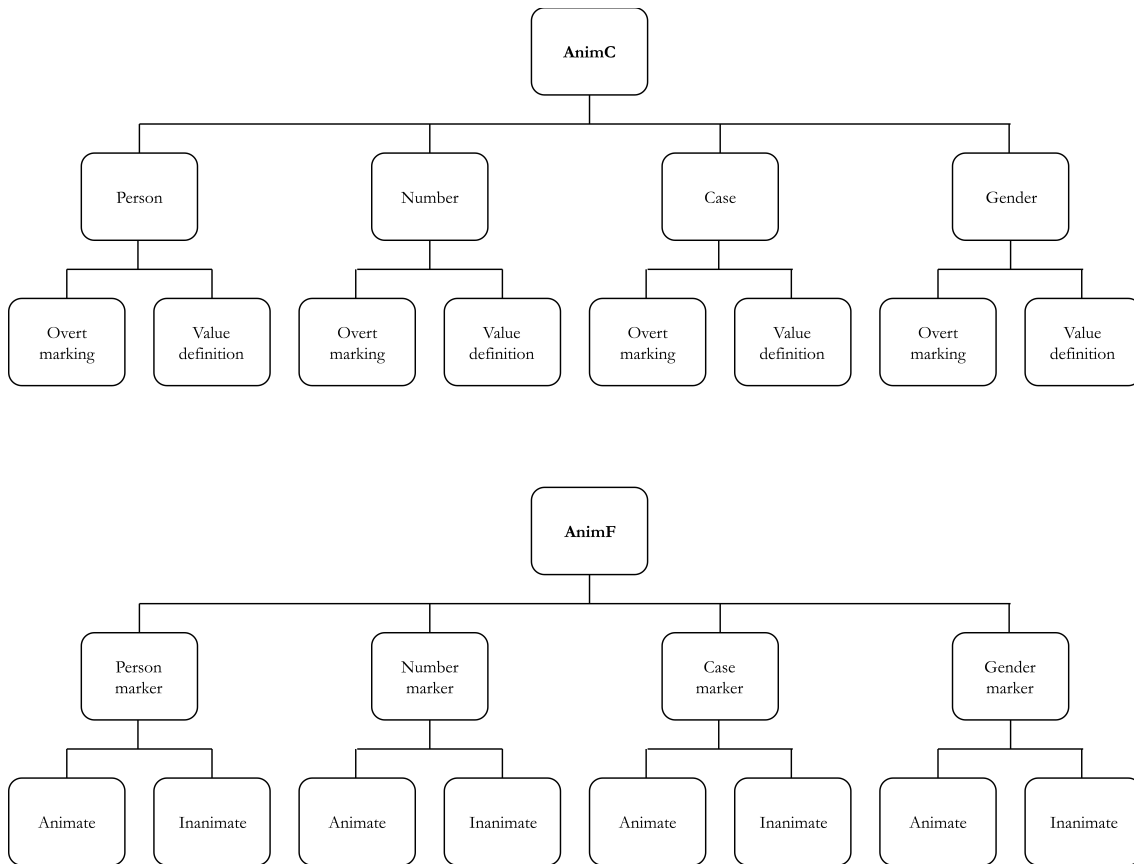 AnimC
Person
Number
Case
Gender
Overt
marking
Value
definition
Overt
marking
Value
definition
Overt
marking
Value
definition
Overt
marking
Value
definition
AnimF
Person
marker
Number
marker
Case
marker
Gender
marker
Animate
Inanimate
Animate
Inanimate
Animate
Inanimate
Animate
Inanimate